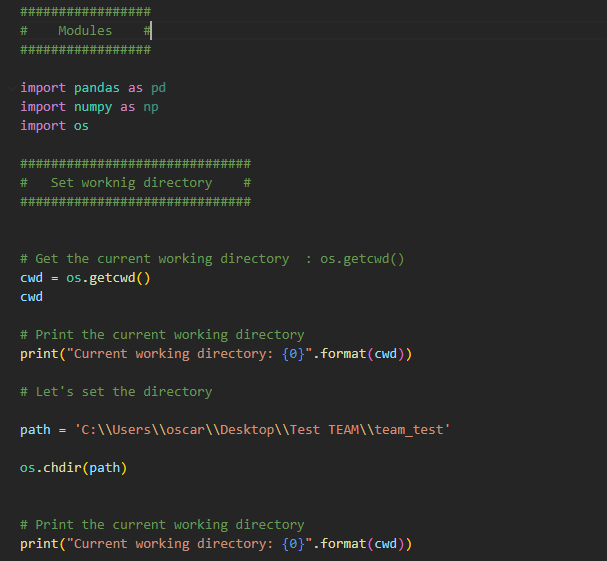 #################
#    Modules    #
#################
import pandas as pd
import numpy as np
import os
##############################
#   Set worknig directory    #
##############################
# Get the current working directory  : os.getcwd()
cwd = os.getcwd()
cwd
# Print the current working directory
print("Current working directory: {0}".format(cwd))
# Let's set the directory
path = 'C:\\Users\\oscar\\Desktop\\Test TEAM\\team_test'
os.chdir(path)
# Print the current working directory
print("Current working directory: {0}".format(cwd))